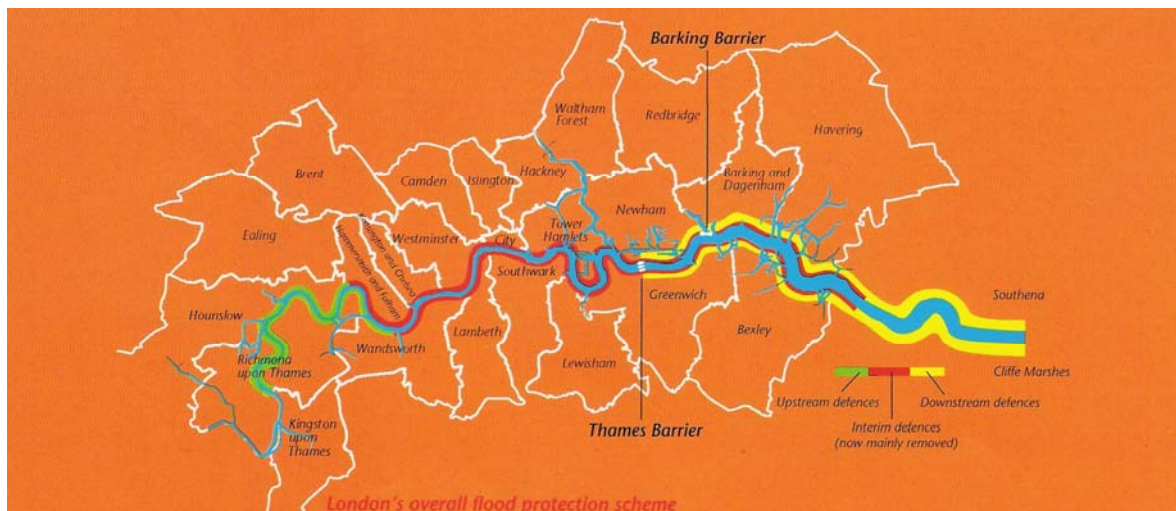 Barking Barrier
Waltham
Forest
Redbridge
Havering
Hackney
Islington
Camden
Brent
Barking and
Dagenham
Newham
Tower
Hamlets
City
Westminster
Kensington and Chelsea
Hammersmith and Fulham
Ealing
Southwark
Greenwich
Southena
Hounslow
Lambeth
Bexley
Wandsworth
Lewisham
Richmona
upon Thames
Cliffe Marshes
Upstream defences
Downstream defences
Interim defences
(now mainly removed)
Kingston
upon
Thames
Thames Barrier
London's overall flood protection scheme